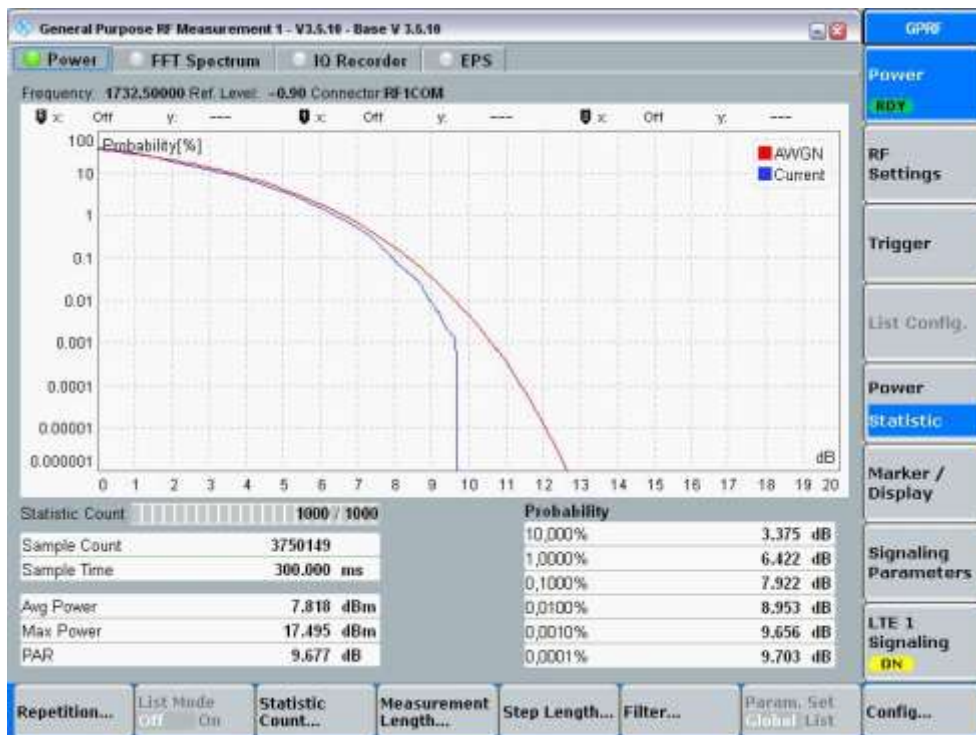 General Purpose RF Measurement 1 - V3.5.10 - Base V 3.5.10
GPRF
Power FFT Spectrum IQ Recorder EPS
Power
RDY
Frequency: 1732.50000 Ref. Level: -0.90 Connector: RF1COM
x: Off y: --- x: Off y: --- x: Off y: ---
Probability[%]
AWGN
Current
100
10
1
0.1
0.01
0.001
0.0001
0.00001
0.000001
dB
0 1 2 3 4 5 6 7 8 9 10 11 12 13 14 15 16 17 18 19 20
RF Settings
Trigger
List Config.
Power
Statistic
Marker / Display
Signaling Parameters
LTE 1 Signaling
ON
Statistic Count 1000 / 1000
Sample Count 3750149
Sample Time 300.000 ms
Avg Power 7.818 dBm
Max Power 17.495 dBm
PAR 9.677 dB
Probability
10,000% 3.375 dB
1,0000% 6.422 dB
0,1000% 7.922 dB
0,0100% 8.953 dB
0,0010% 9.656 dB
0,0001% 9.703 dB
Repetition...
List Mode
Off On
Statistic Count...
Measurement Length...
Step Length...
Filter...
Param. Set
Global List
Config...